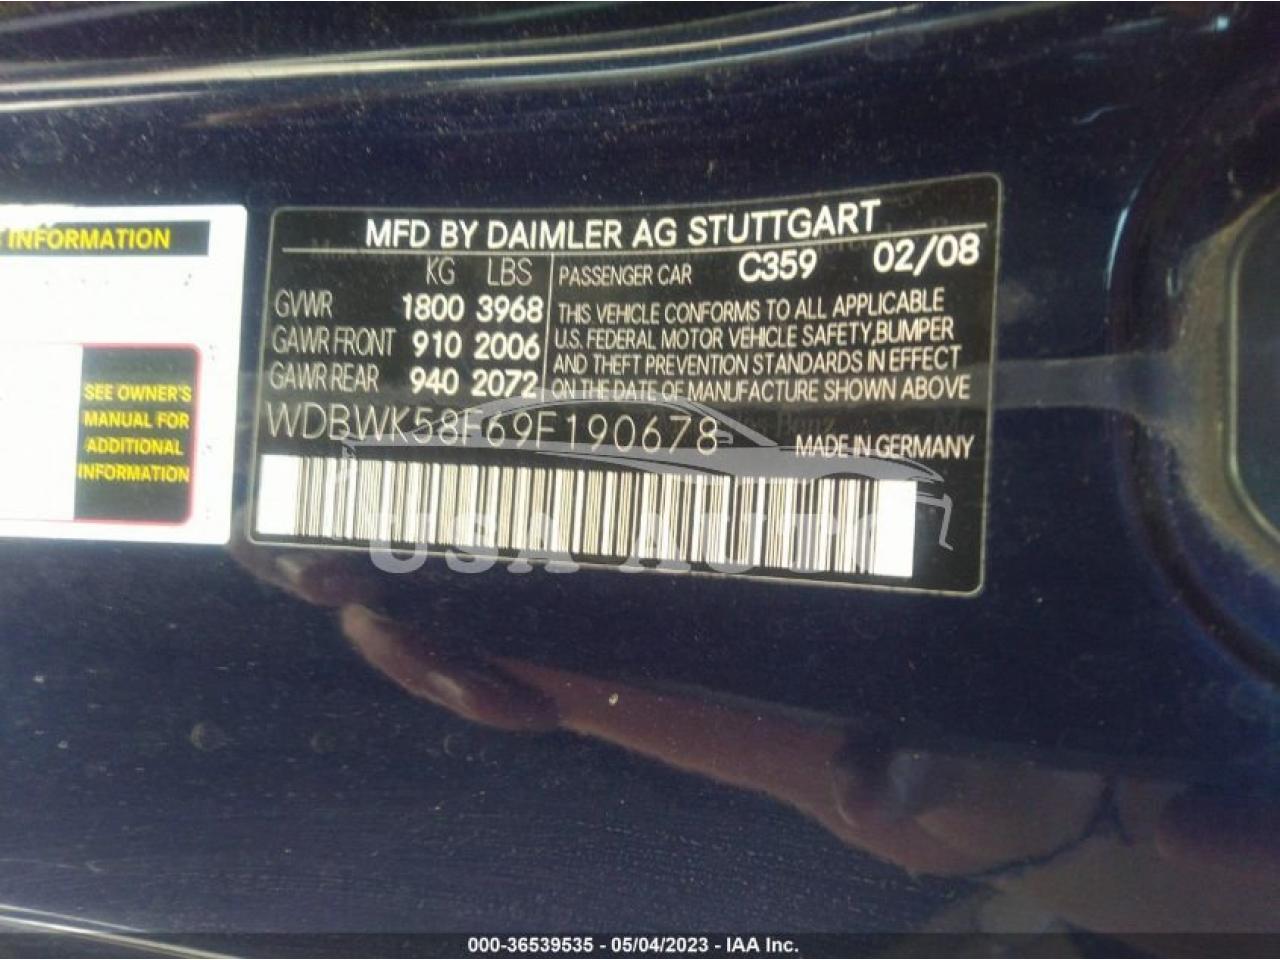 S INFORMATION
SEE OWNER'S
MANUAL FOR
ADDITIONAL
INFORMATION
MFD BY DAIMLER AG STUTTGART
KG LBS PASSENGER CAR C359 02/08
GVWR 1800 3968
GAWR FRONT 910 2006
GAWR REAR 940 2072
THIS VEHICLE CONFORMS TO ALL APPLICABLE
U.S. FEDERAL MOTOR VEHICLE SAFETY,BUMPER
AND THEFT PREVENTION STANDARDS IN EFFECT
ON THE DATE OF MANUFACTURE SHOWN ABOVE
WDBWK58F69F190678 MADE IN GERMANY
USA AUTO
000-36539535 - 05/04/2023 - IAA Inc.